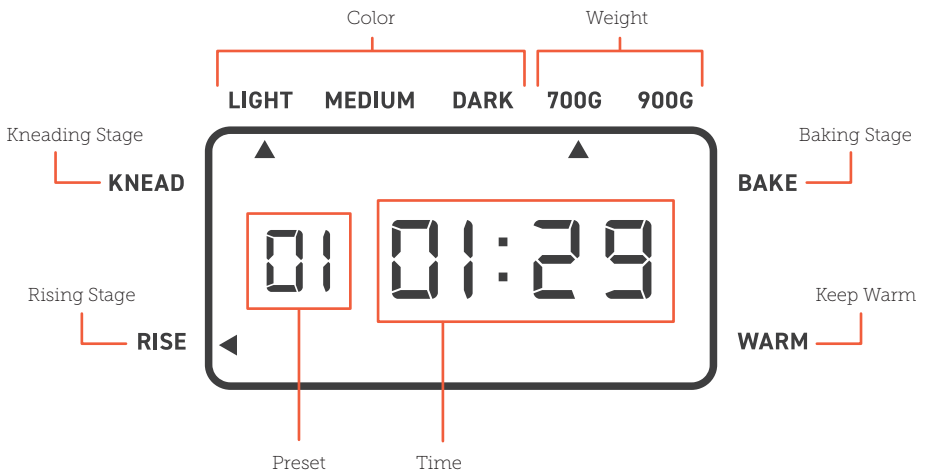 Color Weight
LIGHT MEDIUM DARK 700G 900G
Kneading Stage Baking Stage
KNEAD BAKE
01 01:29
Rising Stage Keep Warm
RISE WARM
Preset Time